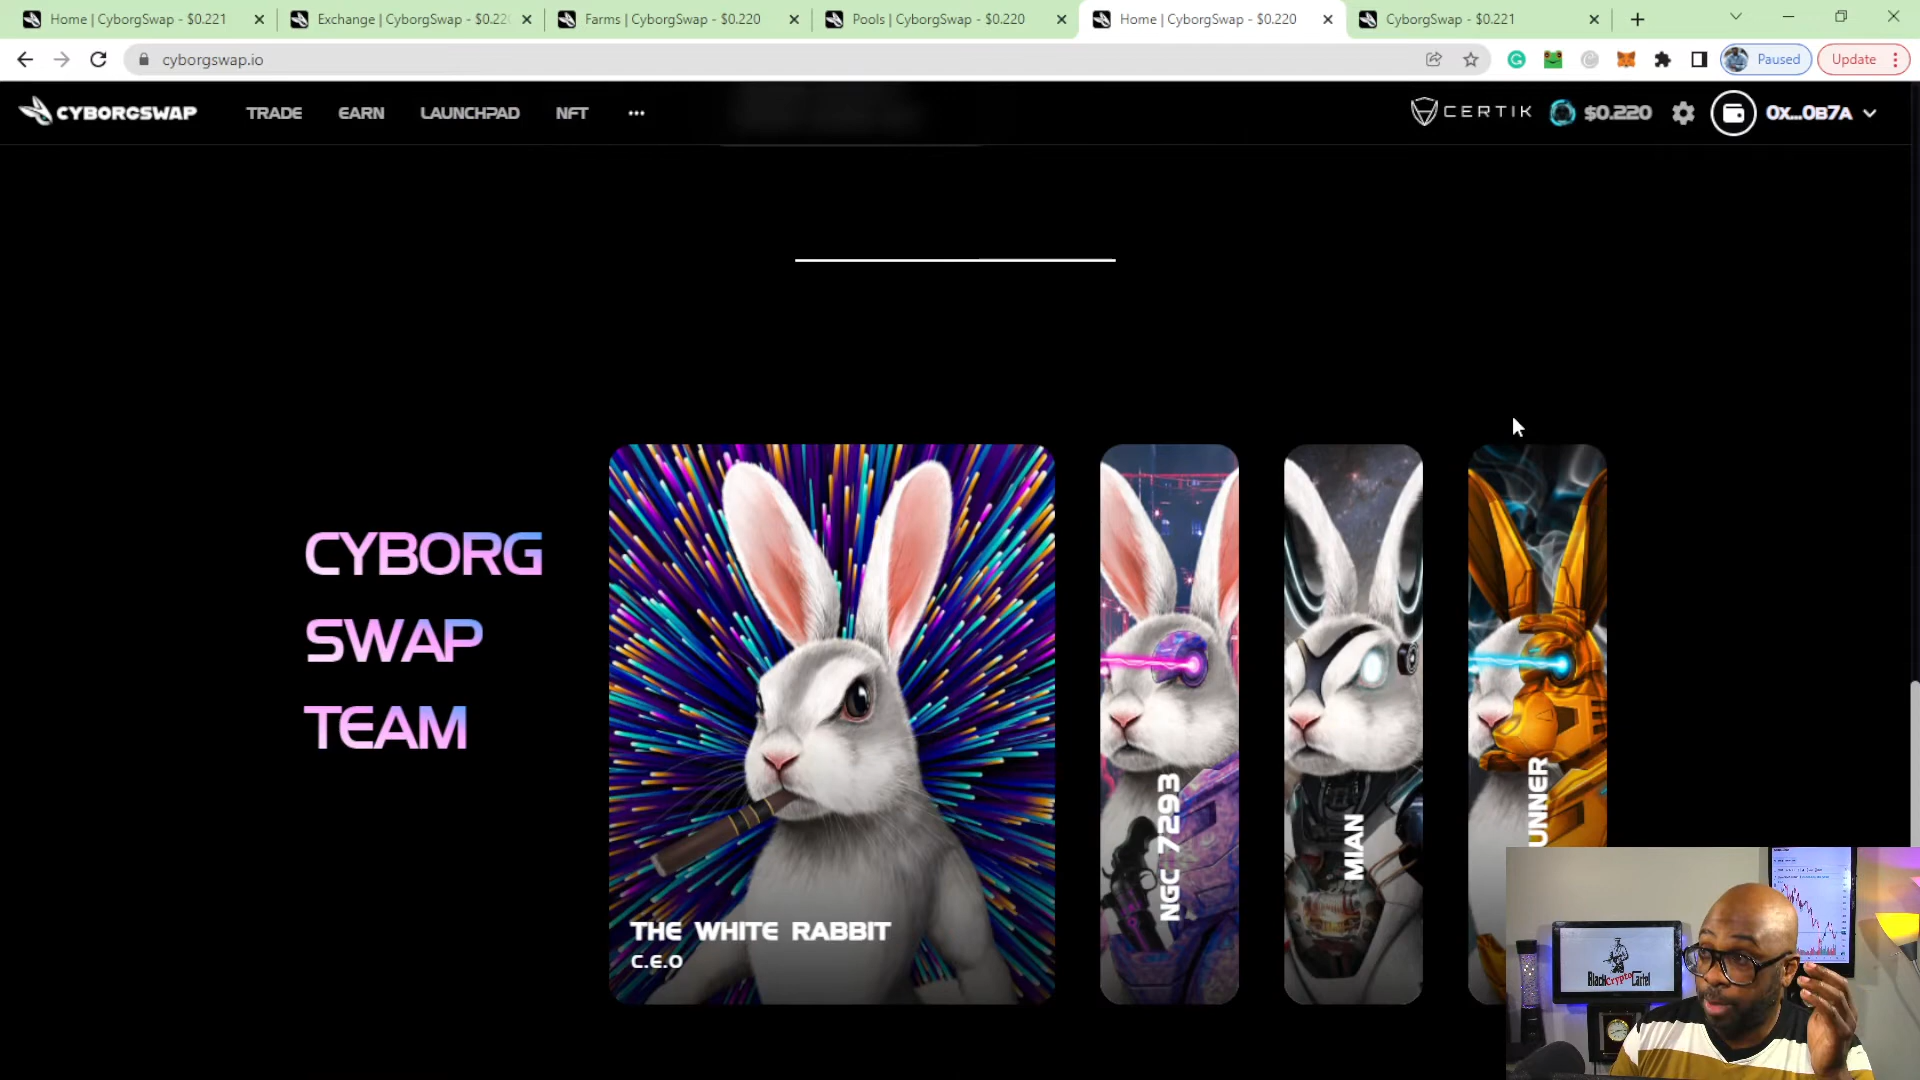 Home | CyborgSwap - $0.221
Exchange | CyborgSwap - $0.22
Farms | CyborgSwap - $0.220
Pools | CyborgSwap - $0.220
Home | CyborgSwap - $0.220
CyborgSwap - $0.221
cyborgswap.io
Paused
Update
CYBORGSWAP
TRADE
EARN
LAUNCHPAD
NFT
CERTIK
$0.220
0X...0B7A
CYBORG
SWAP
TEAM
THE WHITE RABBIT
C.E.O
NGC 7293
MIAN
UNNER
BlackCryptoCartel